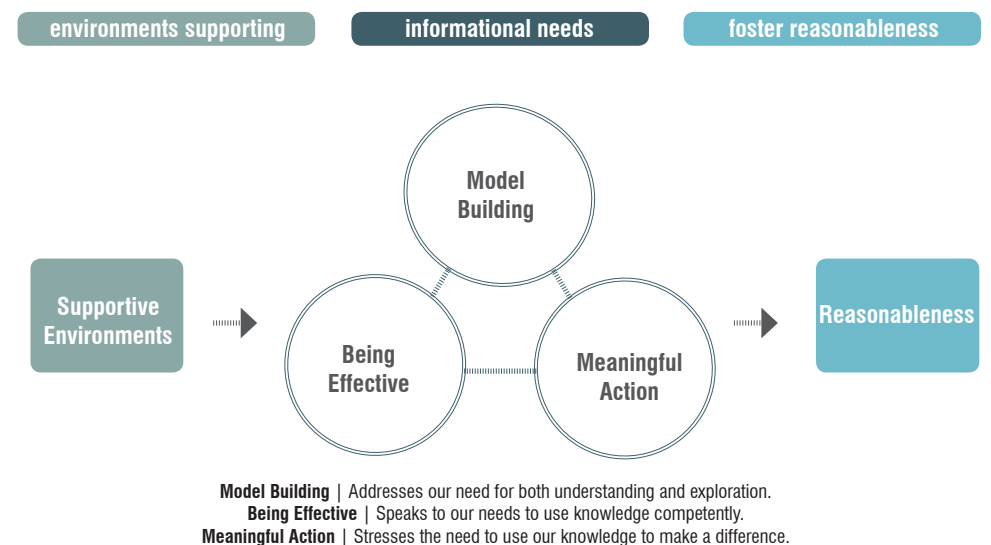 environments supporting
informational needs
foster reasonableness
Model
Building
Supportive
Environments
Being
Effective
Meaningful
Action
Reasonableness
Model Building | Addresses our need for both understanding and exploration.
Being Effective | Speaks to our needs to use knowledge competently.
Meaningful Action | Stresses the need to use our knowledge to make a difference.